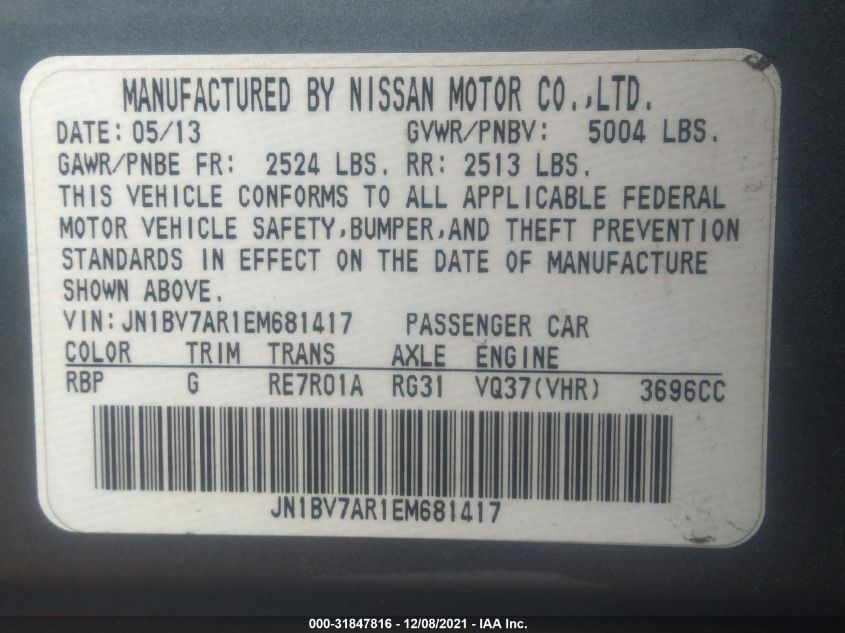 MANUFACTURED BY NISSAN MOTOR CO.,LTD.
DATE: 05/13 GVWR/PNBV: 5004 LBS.
GAWR/PNBE FR: 2524 LBS. RR: 2513 LBS.
THIS VEHICLE CONFORMS TO ALL APPLICABLE FEDERAL
MOTOR VEHICLE SAFETY,BUMPER,AND THEFT PREVENTION
STANDARDS IN EFFECT ON THE DATE OF MANUFACTURE
SHOWN ABOVE.
VIN: JN1BV7AR1EM681417 PASSENGER CAR
COLOR TRIM TRANS AXLE ENGINE
RBP G RE7R01A RG31 VQ37(VHR) 3696CC
JN1BV7AR1EM681417
000-31847816 - 12/08/2021 - IAA Inc.